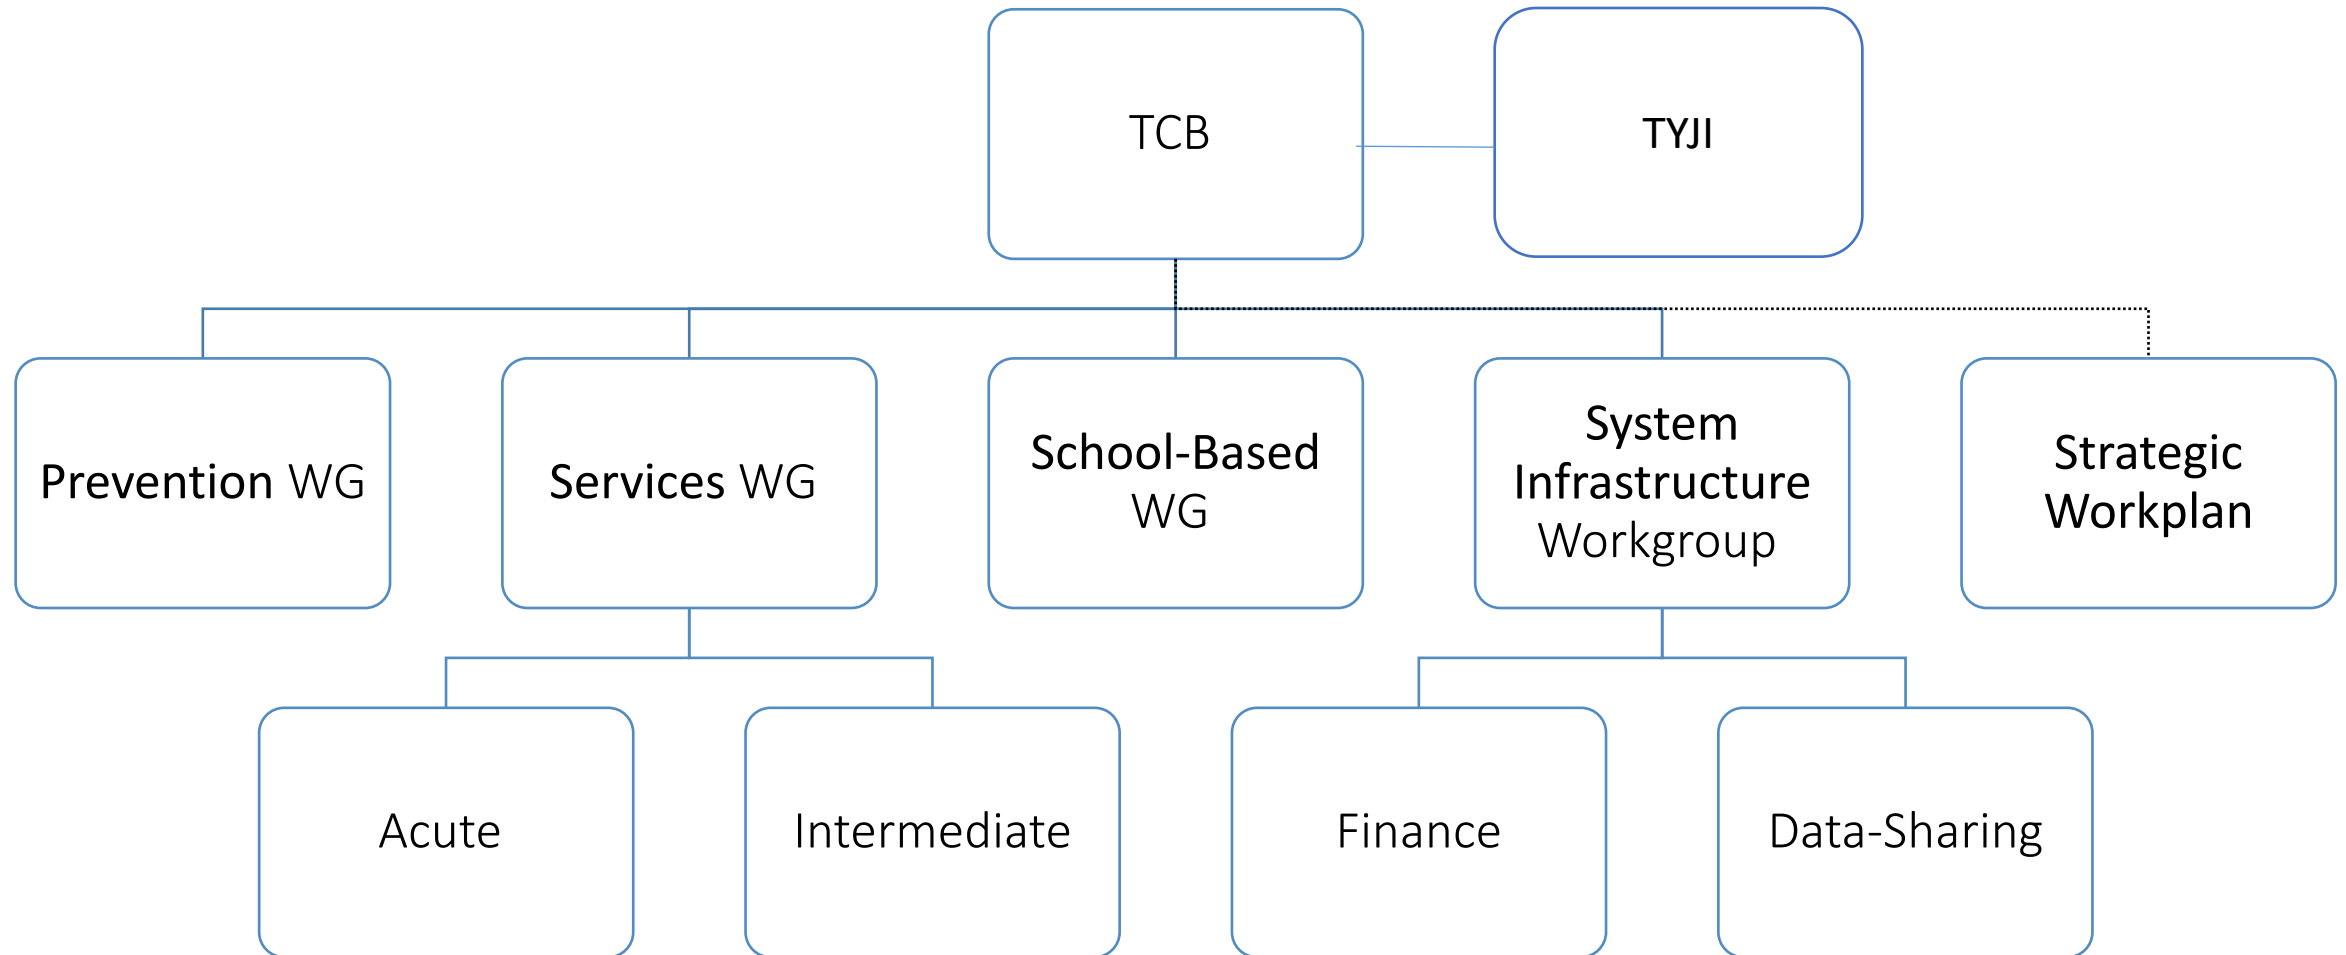 TCB
TYJI
Prevention WG
Services WG
School-Based
WG
System
Infrastructure
Workgroup
Strategic
Workplan
Acute
Intermediate
Finance
Data-Sharing